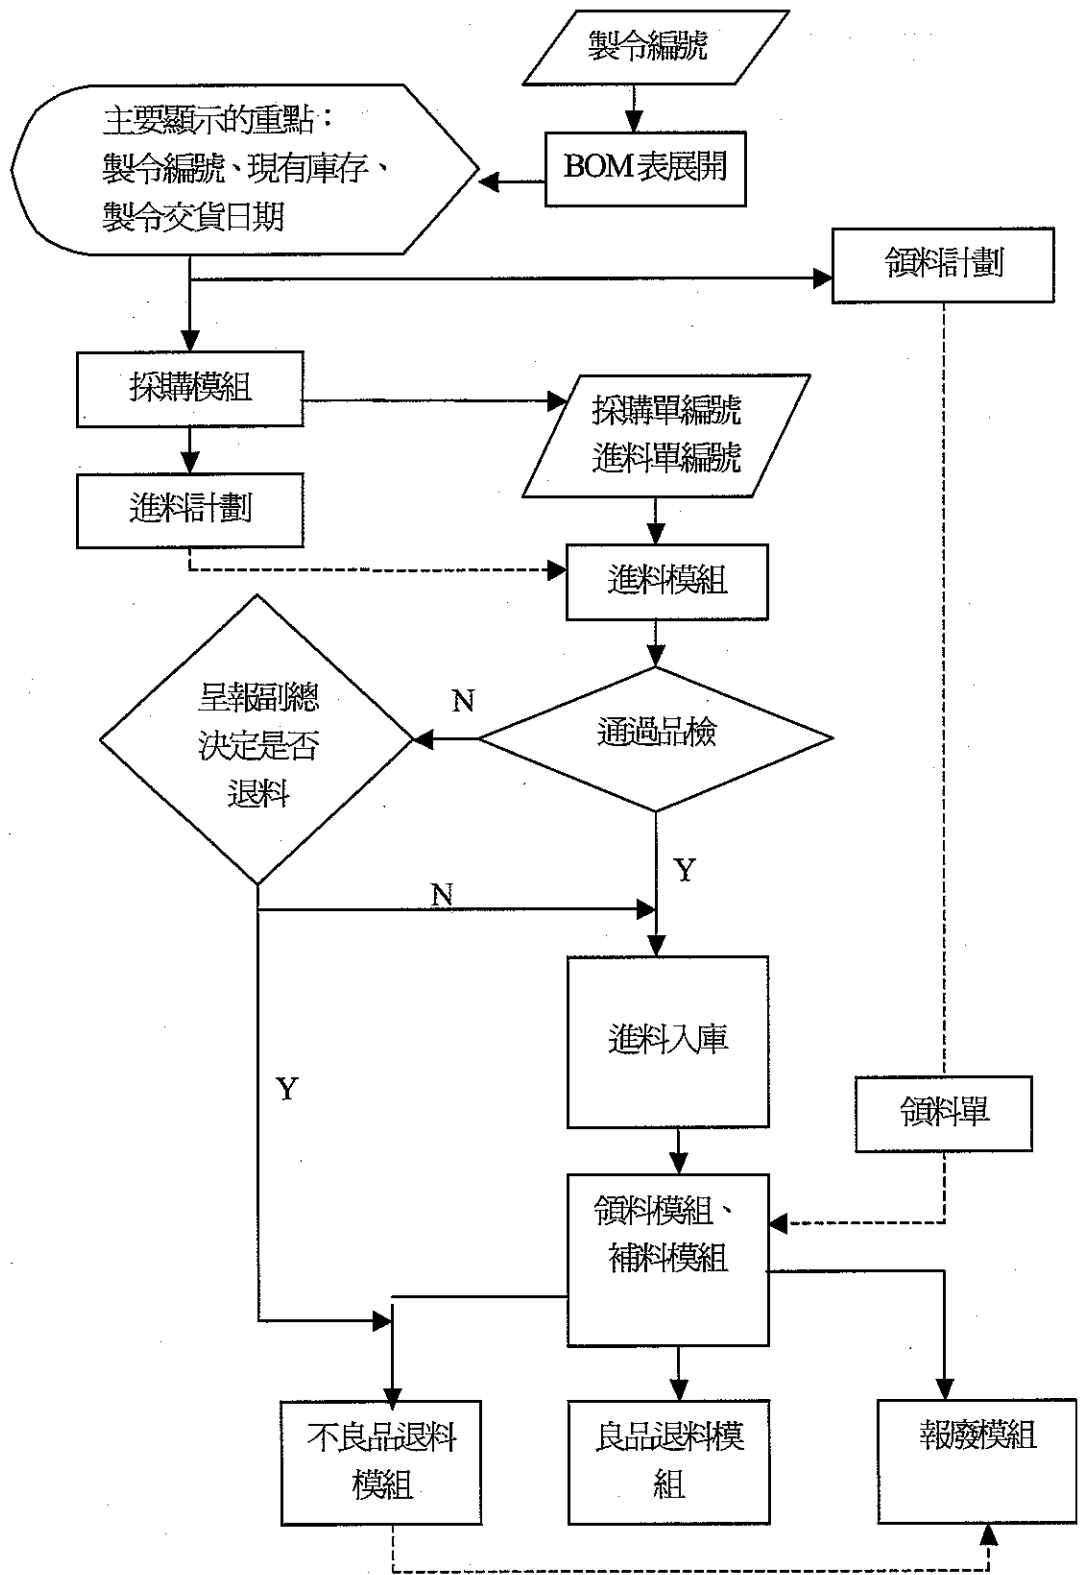 製令編號
主要顯示的重點：
製令編號、現有庫存、
製令交貨日期
BOM 表展開
領料計劃
採購模組
採購單編號
進料單編號
進料計劃
進料模組
呈報副總
決定是否
退料
N
通過品檢
Y
N
進料入庫
Y
領料單
領料模組、
補料模組
不良品退料
模組
良品退料模
組
報廢模組